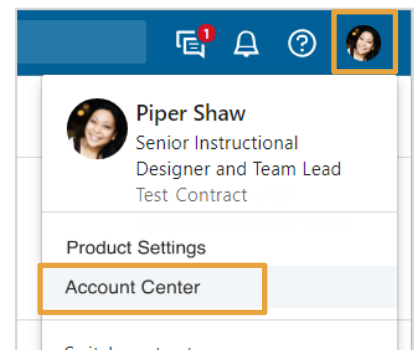 1
Piper Shaw
Senior Instructional
Designer and Team Lead
Test Contract
Product Settings
Account Center